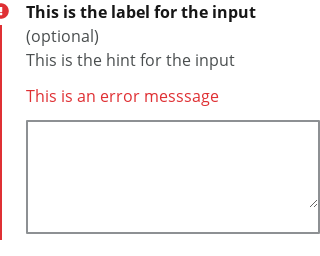 This is the label for the input
(optional)
This is the hint for the input
This is an error messsage